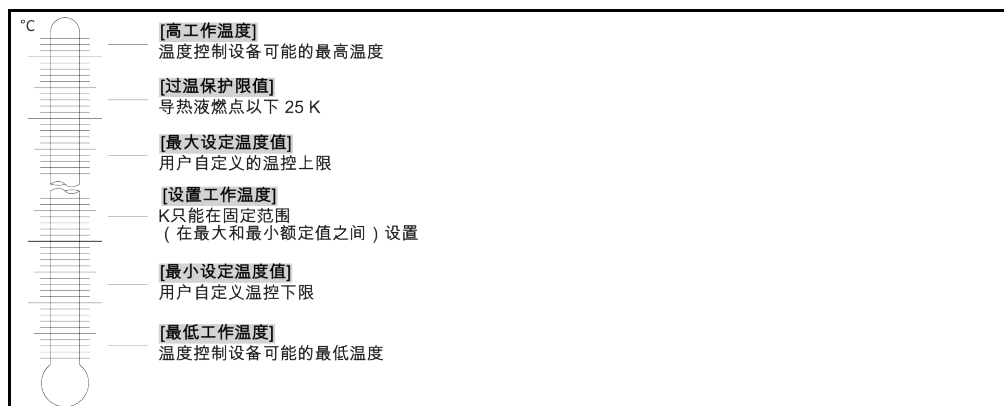 °C
[高工作温度]
温度控制设备可能的最高温度
[过温保护限值]
导热液燃点以下 25 K
[最大设定温度值]
用户自定义的温控上限
[设置工作温度]
K只能在固定范围
（在最大和最小额定值之间）设置
[最小设定温度值]
用户自定义温控下限
[最低工作温度]
温度控制设备可能的最低温度